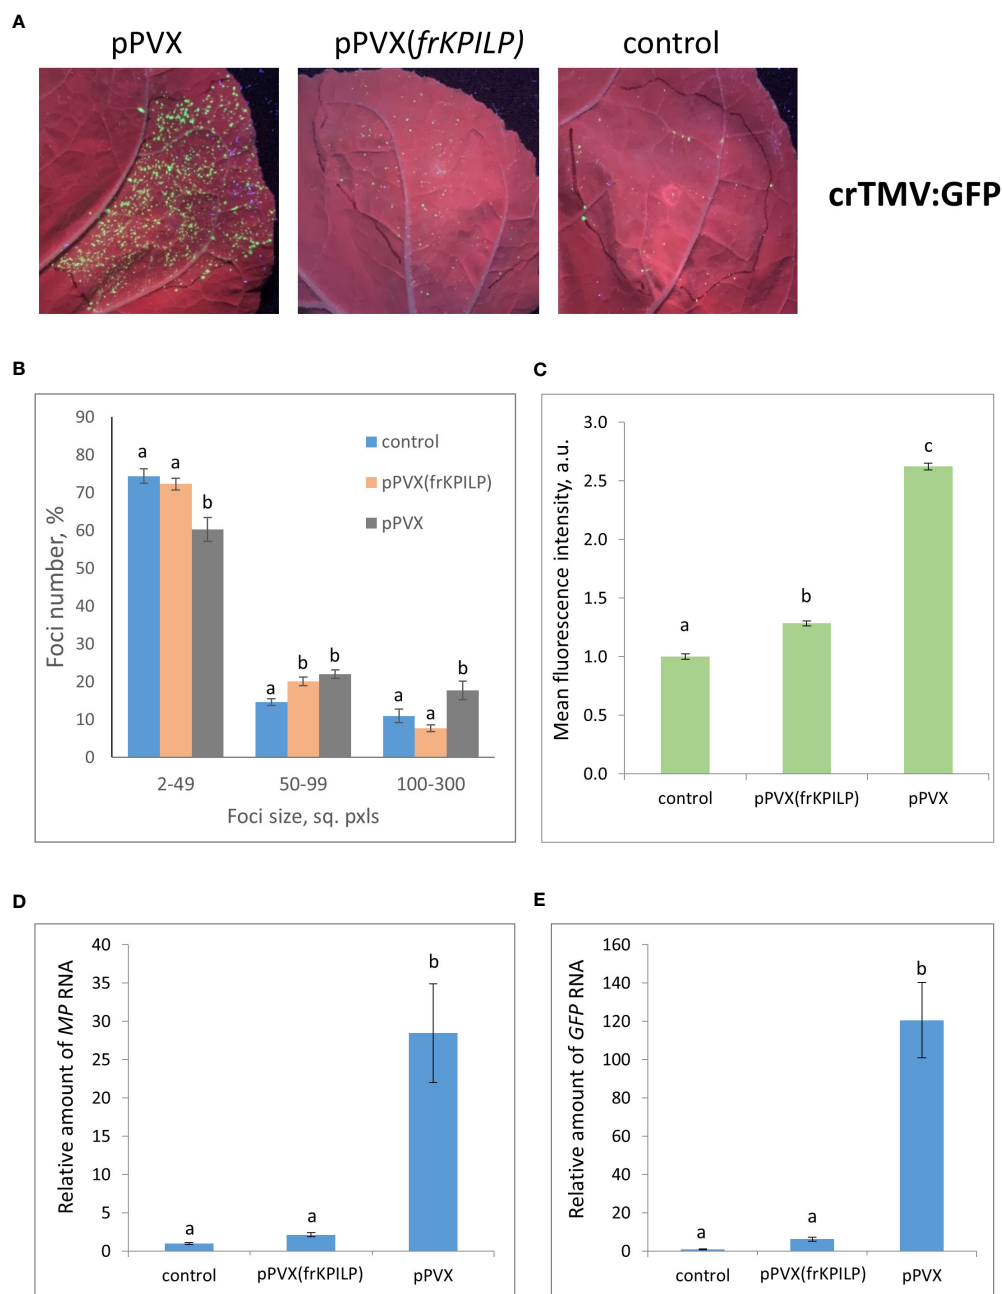 A
pPVX
pPVX(frKPILP)
control
crTMV:GFP
B
Foci number, %
90
80
70
60
50
40
30
20
10
0
a
a
b
a
b
b
a
a
b
control
pPVX(frKPILP)
pPVX
2-49
50-99
100-300
Foci size, sq. pxls
C
Mean fluorescence intensity, a.u.
3.0
2.5
2.0
1.5
1.0
0.5
0.0
a
b
c
control
pPVX(frKPILP)
pPVX
D
Relative amount of MP RNA
40
35
30
25
20
15
10
5
0
a
a
b
control
pPVX(frKPILP)
pPVX
E
Relative amount of GFP RNA
160
140
120
100
80
60
40
20
0
a
a
b
control
pPVX(frKPILP)
pPVX